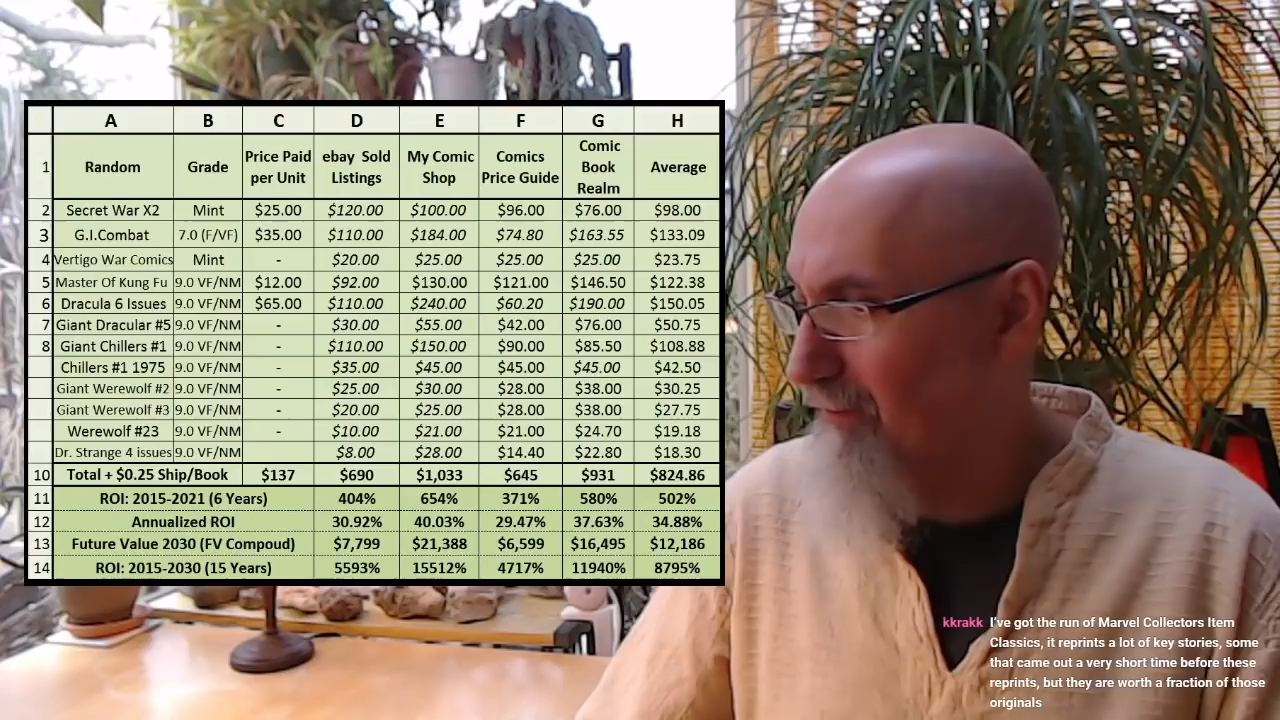 A B C D E F G H
1 Random Grade Price Paid per Unit ebay Sold Listings My Comic Shop Comics Price Guide Comic Book Realm Average
2 Secret War X2 Mint $25.00 $120.00 $100.00 $96.00 $76.00 $98.00
3 G.I.Combat 7.0 (F/VF) $35.00 $110.00 $184.00 $74.80 $163.55 $133.09
4 Vertigo War Comics Mint - $20.00 $25.00 $25.00 $25.00 $23.75
5 Master Of Kung Fu 9.0 VF/NM $12.00 $92.00 $130.00 $121.00 $146.50 $122.38
6 Dracula 6 Issues 9.0 VF/NM $65.00 $110.00 $240.00 $60.20 $190.00 $150.05
7 Giant Dracular #5 9.0 VF/NM - $30.00 $55.00 $42.00 $76.00 $50.75
8 Giant Chillers #1 9.0 VF/NM - $110.00 $150.00 $90.00 $85.50 $108.88
Chillers #1 1975 9.0 VF/NM - $35.00 $45.00 $45.00 $45.00 $42.50
Giant Werewolf #2 9.0 VF/NM - $25.00 $30.00 $28.00 $38.00 $30.25
Giant Werewolf #3 9.0 VF/NM - $20.00 $25.00 $28.00 $38.00 $27.75
Werewolf #23 9.0 VF/NM - $10.00 $21.00 $21.00 $24.70 $19.18
Dr. Strange 4 issues 9.0 VF/NM $8.00 $28.00 $14.40 $22.80 $18.30
10 Total + $0.25 Ship/Book $137 $690 $1,033 $645 $931 $824.86
11 ROI: 2015-2021 (6 Years) 404% 654% 371% 580% 502%
12 Annualized ROI 30.92% 40.03% 29.47% 37.63% 34.88%
13 Future Value 2030 (FV Compoud) $7,799 $21,388 $6,599 $16,495 $12,186
14 ROI: 2015-2030 (15 Years) 5593% 15512% 4717% 11940% 8795%
kkrakk I've got the run of Marvel Collectors Item
Classics, it reprints a lot of key stories, some
that came out a very short time before these
reprints, but they are worth a fraction of those
originals